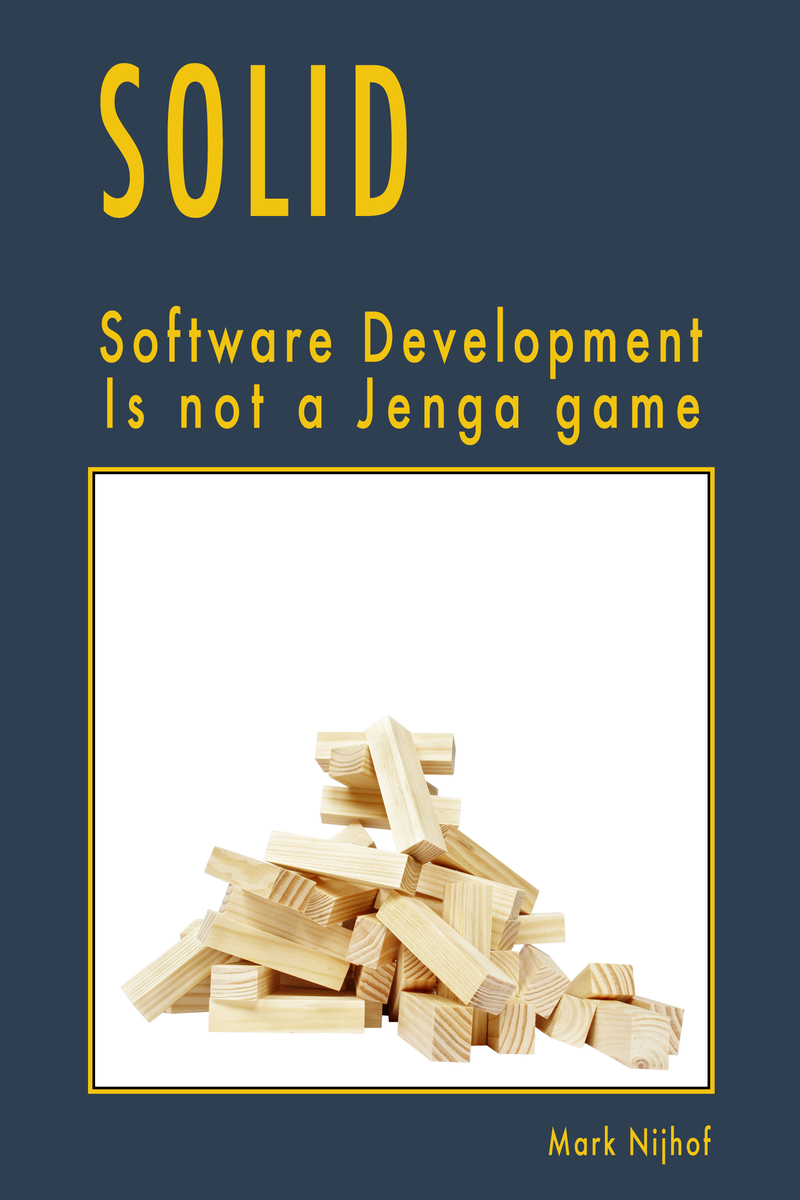 SOLID
Software Development
Is not a Jenga game
Mark Nijhof